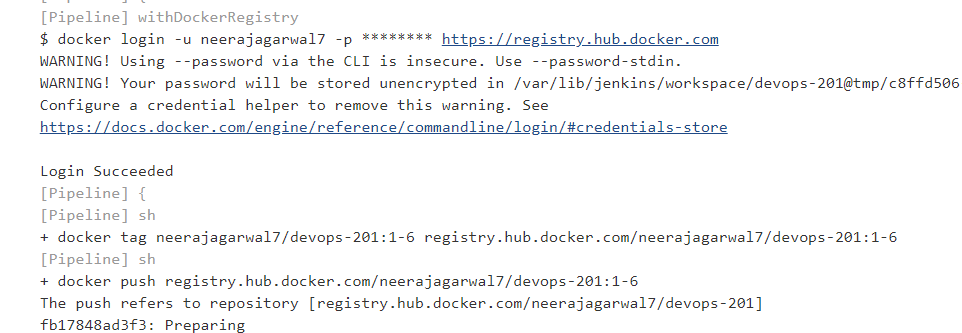 [Pipeline] withDockerRegistry
$ docker login -u neerajagarwal7 -p ******** https://registry.hub.docker.com
WARNING! Using --password via the CLI is insecure. Use --password-stdin.
WARNING! Your password will be stored unencrypted in /var/lib/jenkins/workspace/devops-201@tmp/c8ffd506
Configure a credential helper to remove this warning. See
https://docs.docker.com/engine/reference/commandline/login/#credentials-store
Login Succeeded
[Pipeline] {
[Pipeline] sh
+ docker tag neerajagarwal7/devops-201:1-6 registry.hub.docker.com/neerajagarwal7/devops-201:1-6
[Pipeline] sh
+ docker push registry.hub.docker.com/neerajagarwal7/devops-201:1-6
The push refers to repository [registry.hub.docker.com/neerajagarwal7/devops-201]
fb17848ad3f3: Preparing